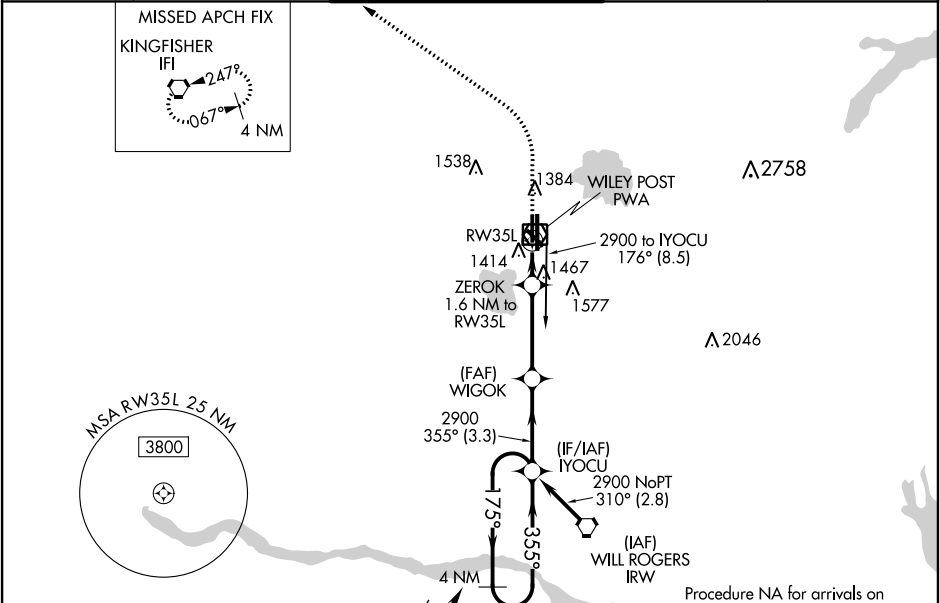 MISSED APCH FIX
KINGFISHER
IFI
247°
067°
4 NM
1538
1384
WILEY POST
PWA
2758
RW35L
2900 to IYOCU
176° (8.5)
1414
1467
ZEROK
1.6 NM to
RW35L
1577
2046
(FAF)
WIGOK
MSA RW35L 25 NM
3800
2900
355° (3.3)
(IF/IAF)
IYOCU
2900 NoPT
310° (2.8)
175°
355°
(IAF)
WILL ROGERS
IRW
4 NM
Procedure NA for arrivals on